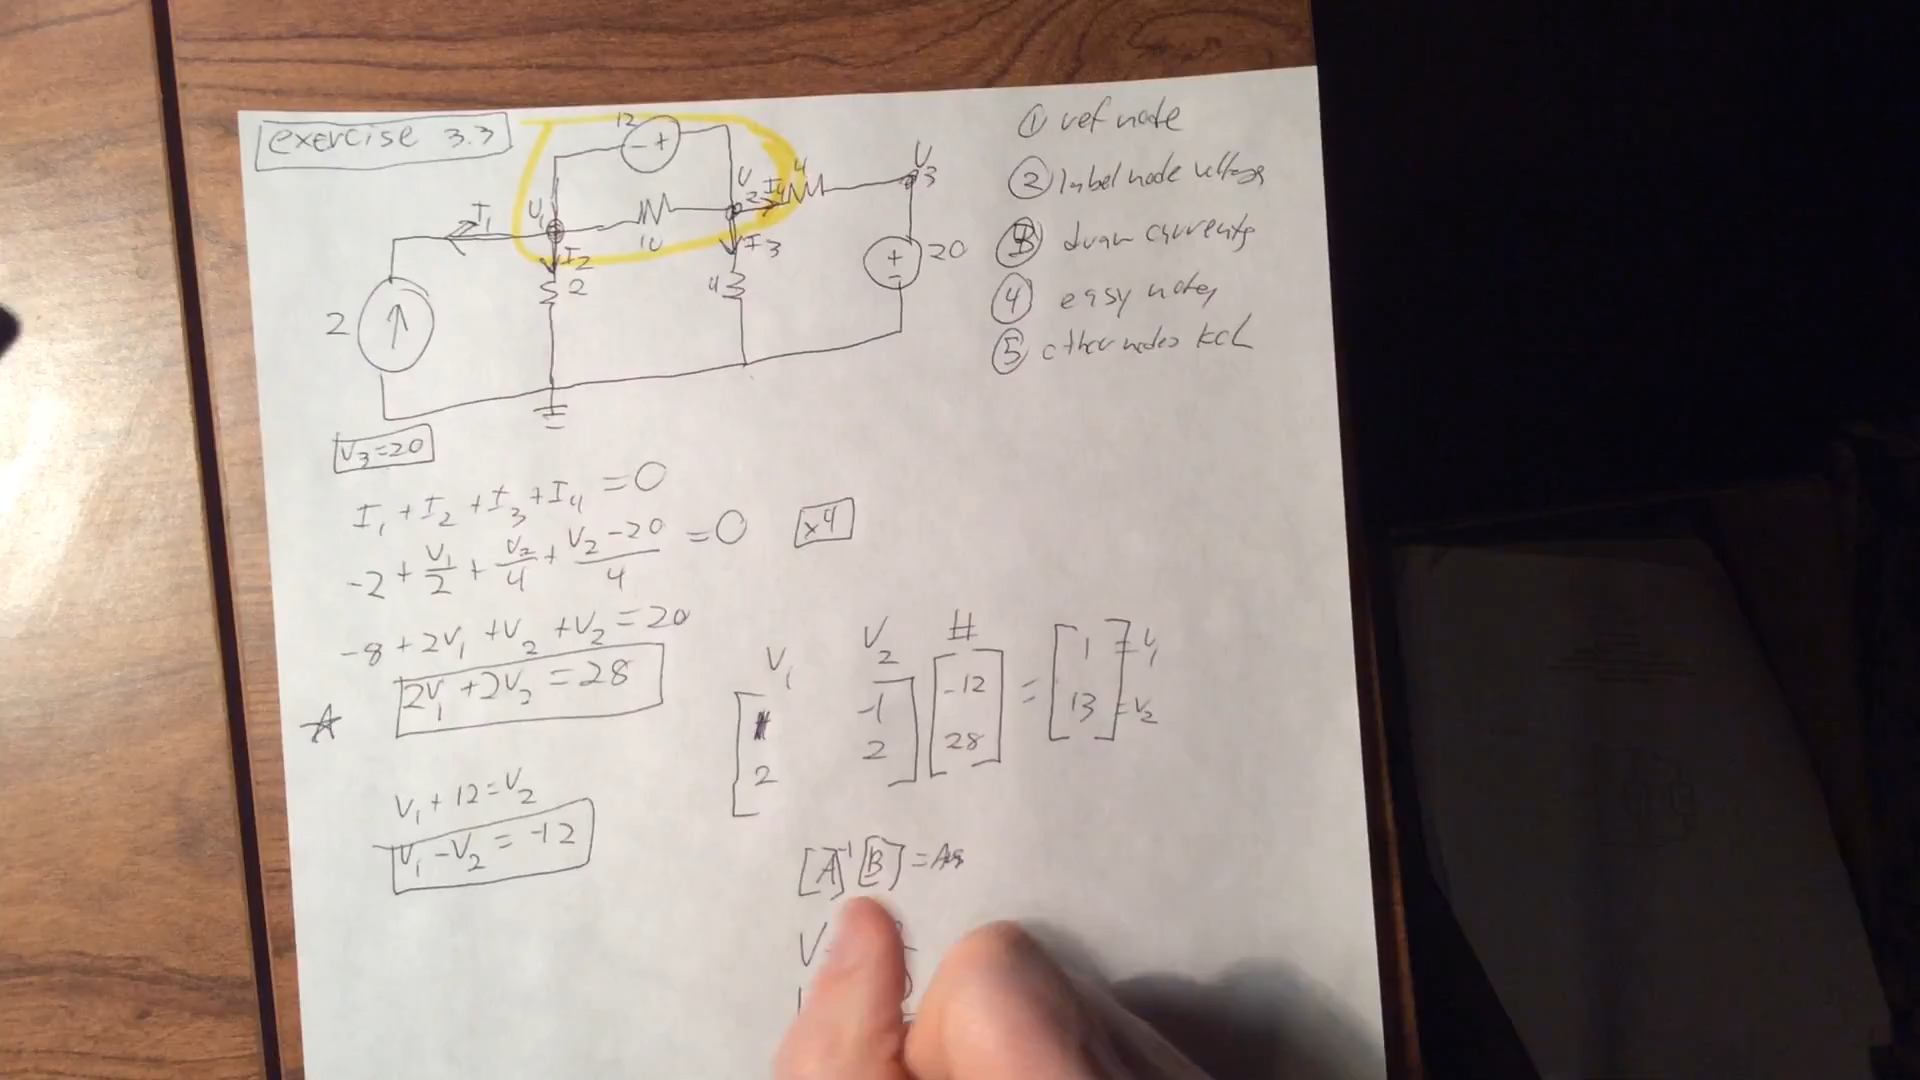 exercise 3.3
12
- +
V1
I1
10
V2
I4
4
V3
I2
2
I3
4
+
-
20
2
① ref node
② label node voltage
③ draw currents
④ easy nodes
⑤ other nodes KCL
V3=20
I1 + I2 + I3 + I4 = 0
-2 + V1/2 + V2/4 + (V2-20)/4 = 0
x4
-8 + 2V1 + V2 + V2 = 20
2V1 + 2V2 = 28
V1 + 12 = V2
V1 - V2 = -12
V1 V2 #
-1 -12 = 1 = V1
2 2 28 13 = V2
[A]⁻¹[B] = Ans